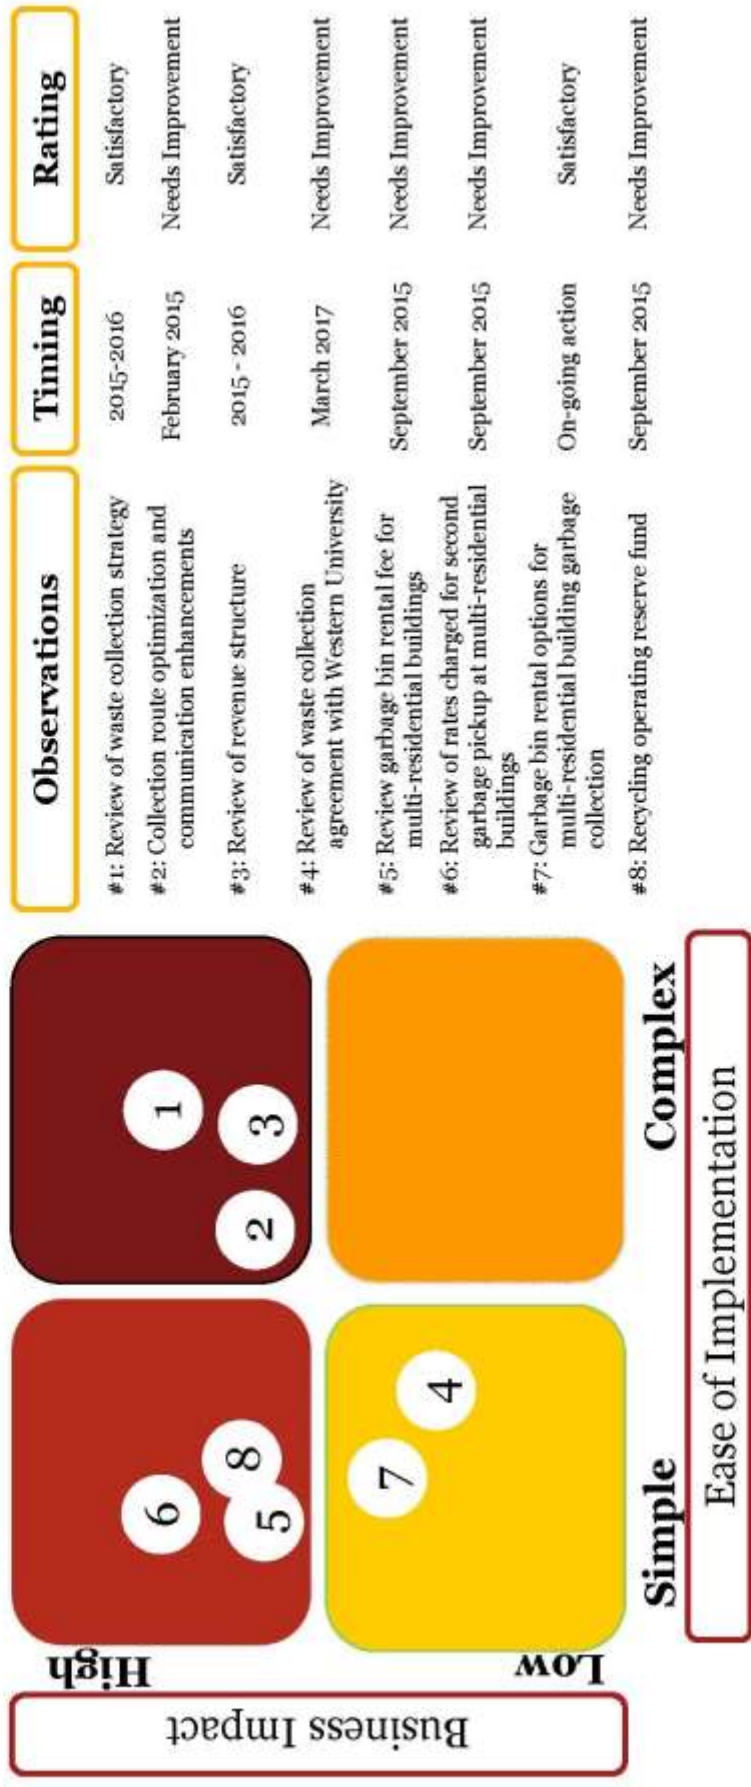 Business Impact
High
Low
6
8
5
7
4
1
3
2
Simple
Complex
Ease of Implementation
Observations
Timing
Rating
#1: Review of waste collection strategy
2015-2016
Satisfactory
#2: Collection route optimization and
communication enhancements
February 2015
Needs Improvement
#3: Review of revenue structure
2015 - 2016
Satisfactory
#4: Review of waste collection
agreement with Western University
March 2017
Needs Improvement
#5: Review garbage bin rental fee for
multi-residential buildings
September 2015
Needs Improvement
#6: Review of rates charged for second
garbage pickup at multi-residential
buildings
September 2015
Needs Improvement
#7: Garbage bin rental options for
multi-residential building garbage
collection
On-going action
Satisfactory
#8: Recycling operating reserve fund
September 2015
Needs Improvement